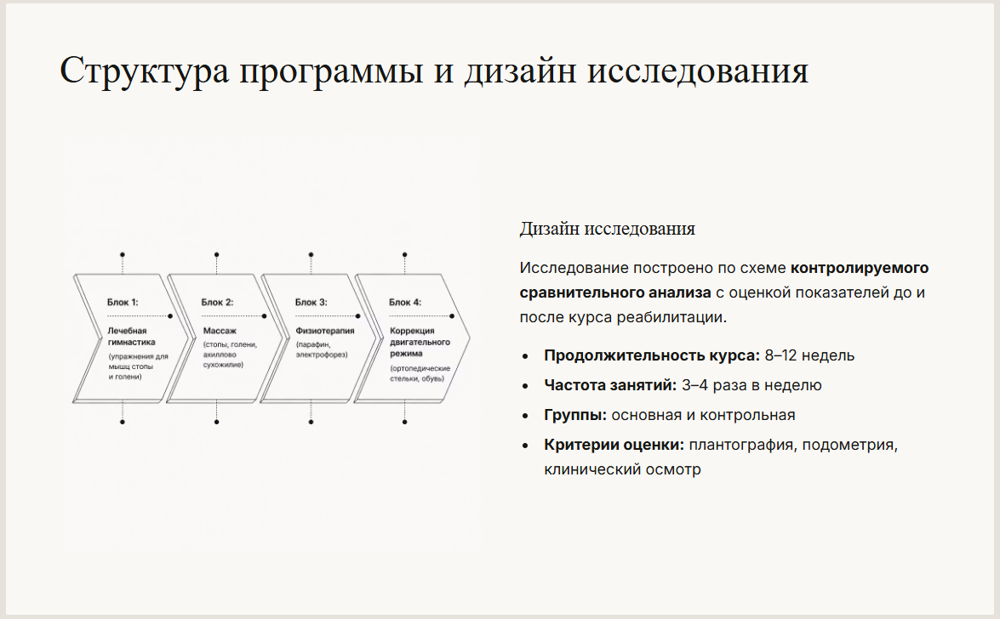 Структура программы и дизайн исследования
Блок 1:
Лечебная
гимнастика
(упражнения для
мышц стопы
и голени)
Блок 2:
Массаж
(стопы, голени,
ахиллово
сухожилие)
Блок 3:
Физиотерапия
(парафин,
электрофорез)
Блок 4:
Коррекция
двигательного
режима
(ортопедические
стельки, обувь)
Дизайн исследования
Исследование построено по схеме контролируемого
сравнительного анализа с оценкой показателей до и
после курса реабилитации.
• Продолжительность курса: 8–12 недель
• Частота занятий: 3–4 раза в неделю
• Группы: основная и контрольная
• Критерии оценки: плантография, подометрия,
клинический осмотр